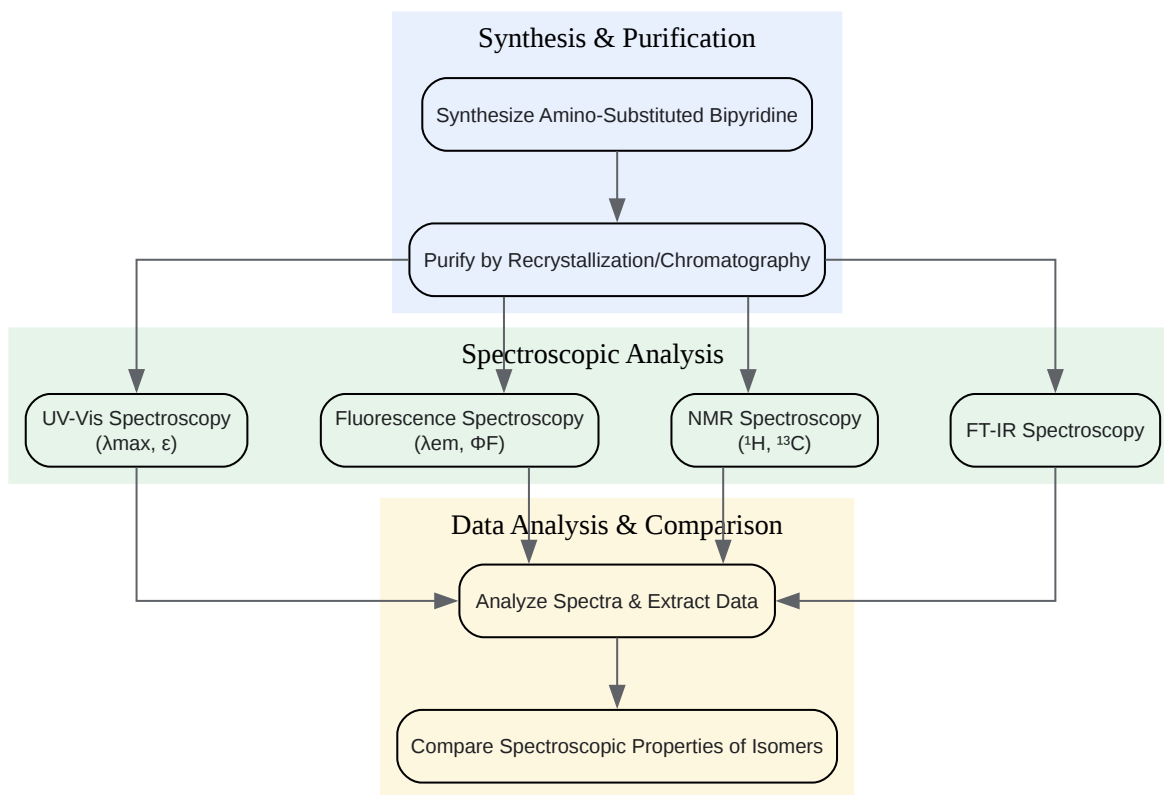 Synthesis & Purification
Synthesize Amino-Substituted Bipyridine
Purify by Recrystallization/Chromatography
Spectroscopic Analysis
UV-Vis Spectroscopy
(λmax, ε)
Fluorescence Spectroscopy
(λem, ΦF)
NMR Spectroscopy
(¹H, ¹³C)
FT-IR Spectroscopy
Data Analysis & Comparison
Analyze Spectra & Extract Data
Compare Spectroscopic Properties of Isomers